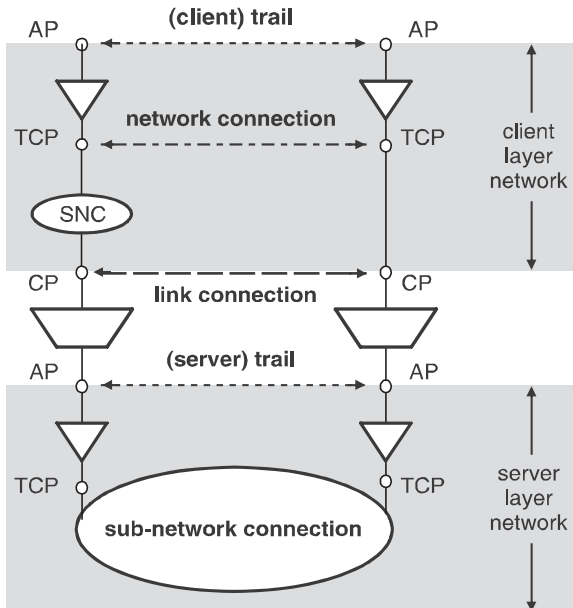 (client) trail
AP
AP
network connection
TCP
TCP
client
layer
network
SNC
CP
CP
link connection
(server) trail
AP
AP
TCP
TCP
server
layer
network
sub-network connection